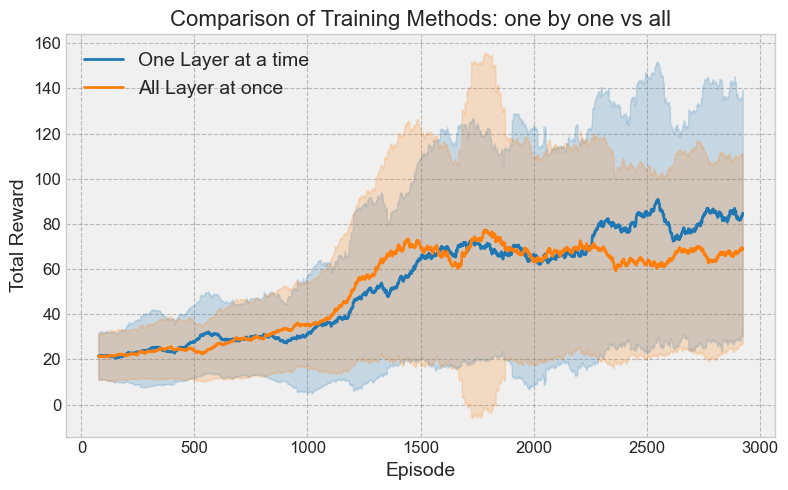 Comparison of Training Methods: one by one vs all
One Layer at a time
All Layer at once
Total Reward
160
140
120
100
80
60
40
20
0
0 500 1000 1500 2000 2500 3000
Episode